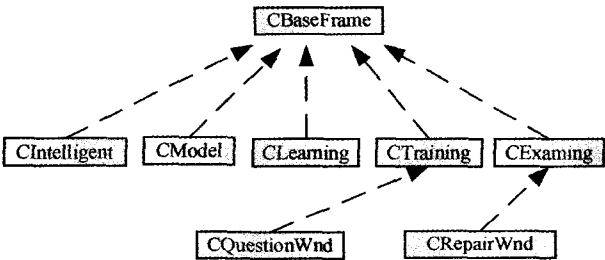 CBaseFrame
CIntelligent
CModel
CLearning
CTraining
CExaming
CQuestionWnd
CRepairWnd